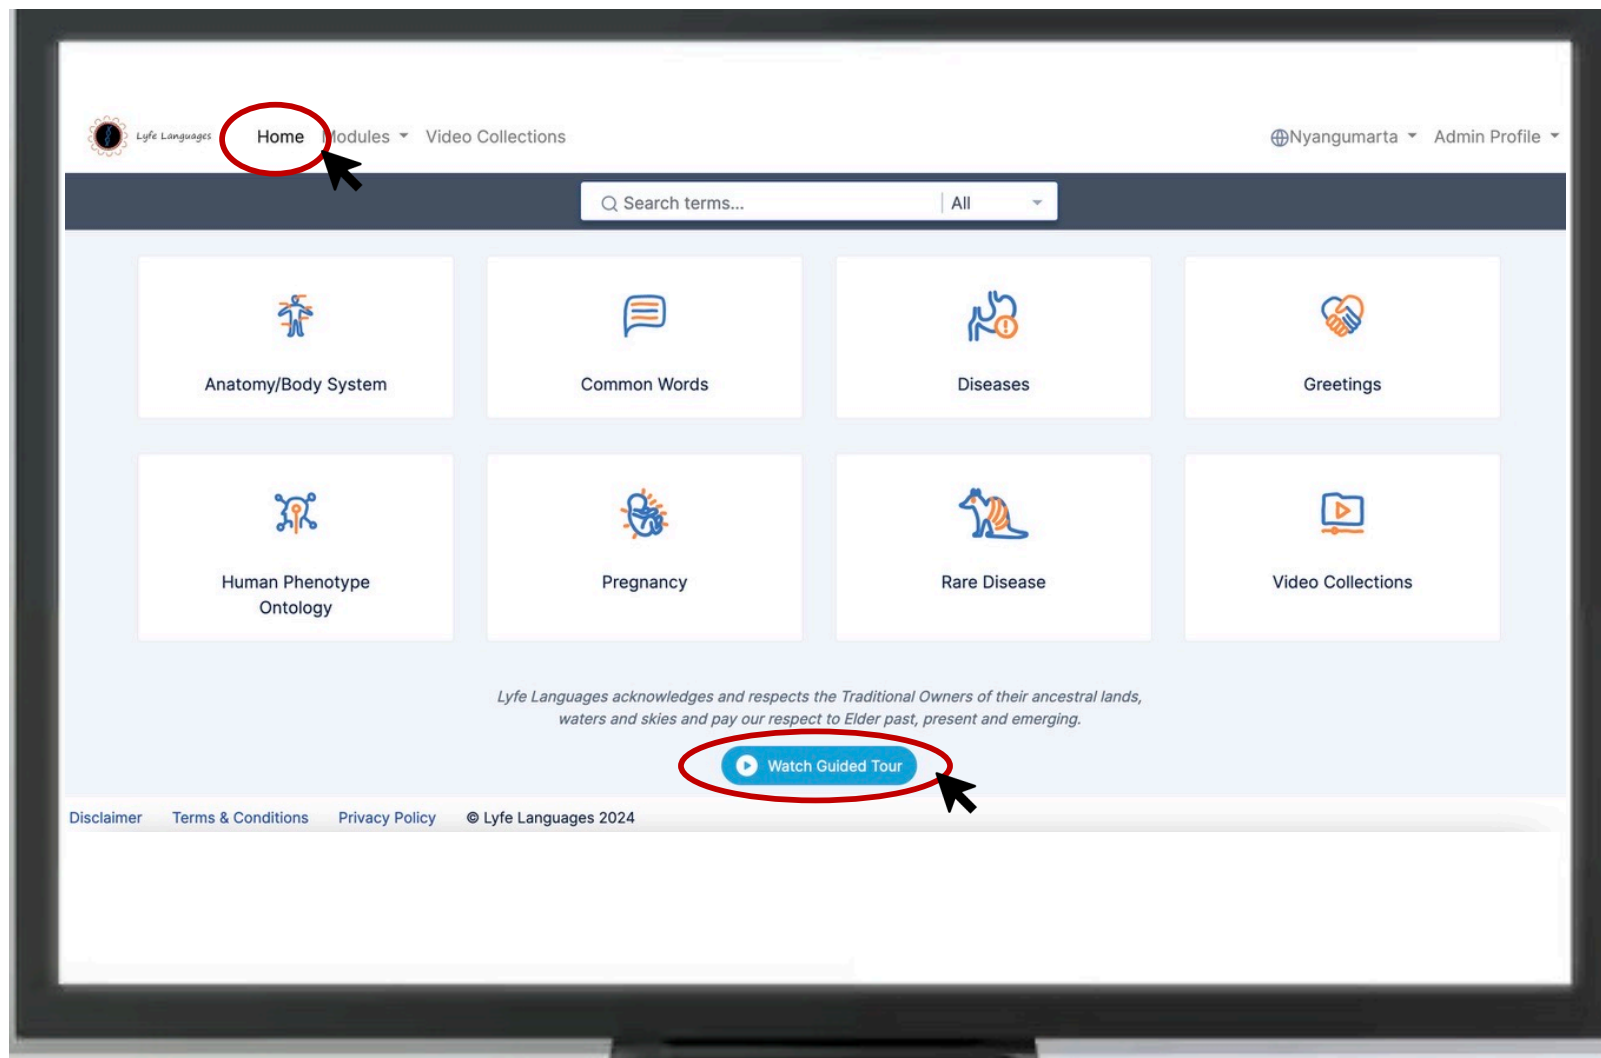 Lyfe Languages Home Modules Video Collections Nyangumarta Admin Profile
Search terms... All
Anatomy/Body System Common Words Diseases Greetings
Human Phenotype Ontology Pregnancy Rare Disease Video Collections
Lyfe Languages acknowledges and respects the Traditional Owners of their ancestral lands,
waters and skies and pay our respect to Elder past, present and emerging.
Watch Guided Tour
Disclaimer Terms & Conditions Privacy Policy © Lyfe Languages 2024